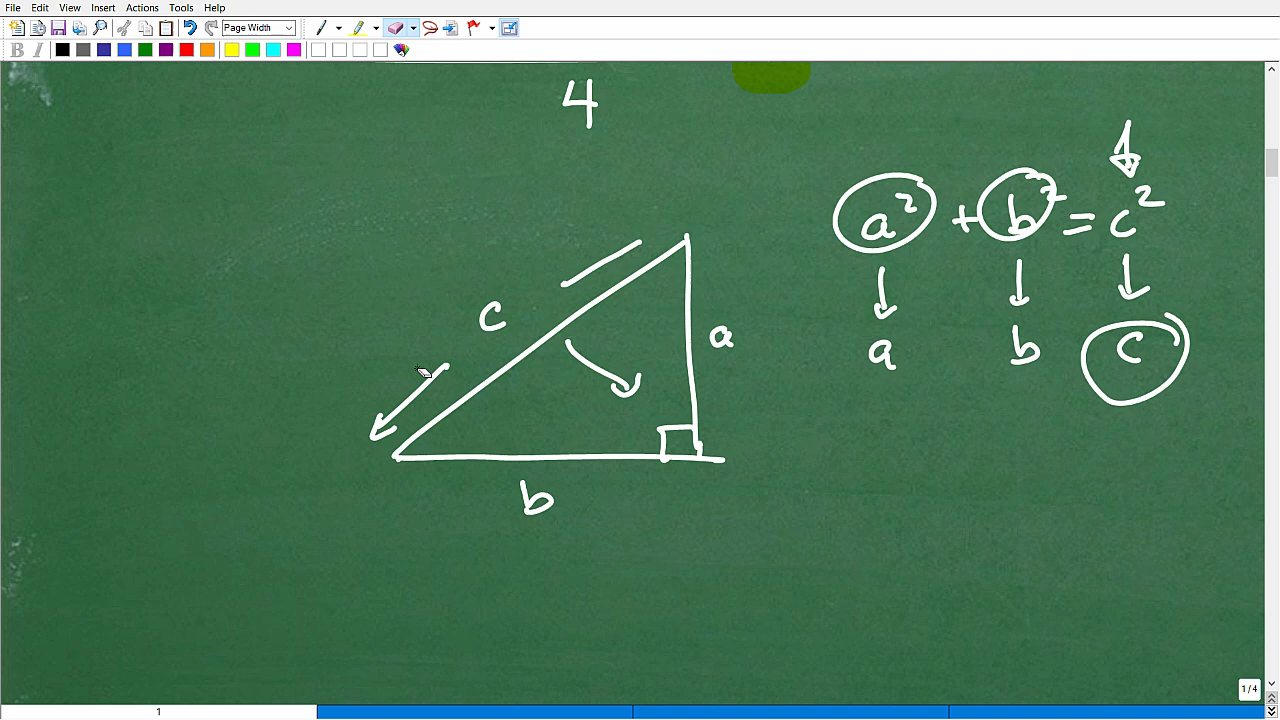 File Edit View Insert Actions Tools Help
Page Width
B I
4
a² + b² = c²
a b c
c
a
b
1/4
1